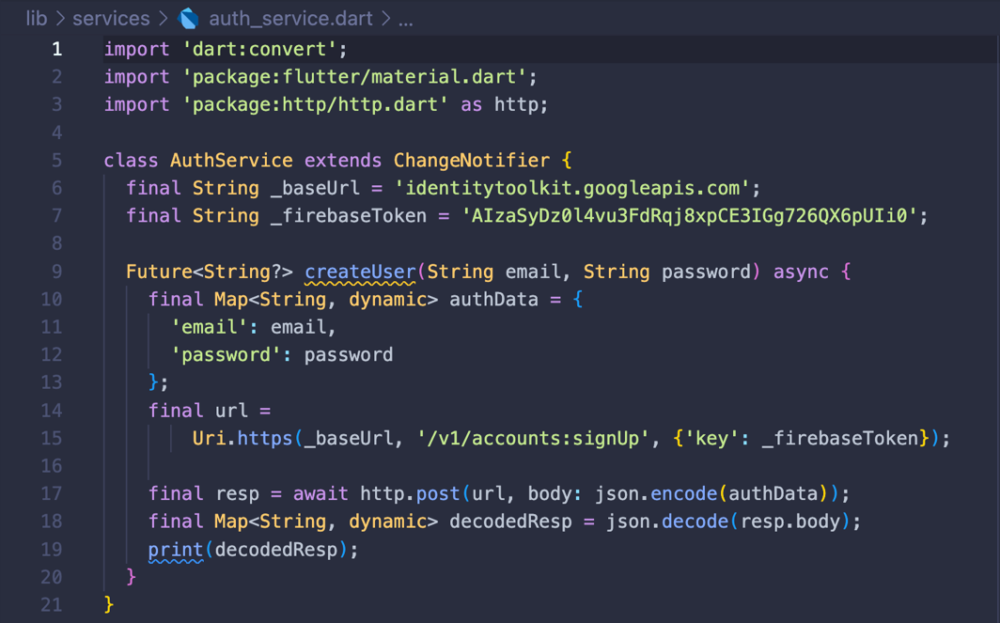 lib > services > auth_service.dart > ...
1 import 'dart:convert';
2 import 'package:flutter/material.dart';
3 import 'package:http/http.dart' as http;
4
5 class AuthService extends ChangeNotifier {
6 final String _baseUrl = 'identitytoolkit.googleapis.com';
7 final String _firebaseToken = 'AIzaSyDz0l4vu3FdRqj8xpCE3IGg726QX6pUIi0';
8
9 Future<String?> createUser(String email, String password) async {
10 final Map<String, dynamic> authData = {
11 'email': email,
12 'password': password
13 };
14 final url =
15 Uri.https(_baseUrl, '/v1/accounts:signUp', {'key': _firebaseToken});
16
17 final resp = await http.post(url, body: json.encode(authData));
18 final Map<String, dynamic> decodedResp = json.decode(resp.body);
19 print(decodedResp);
20 }
21 }